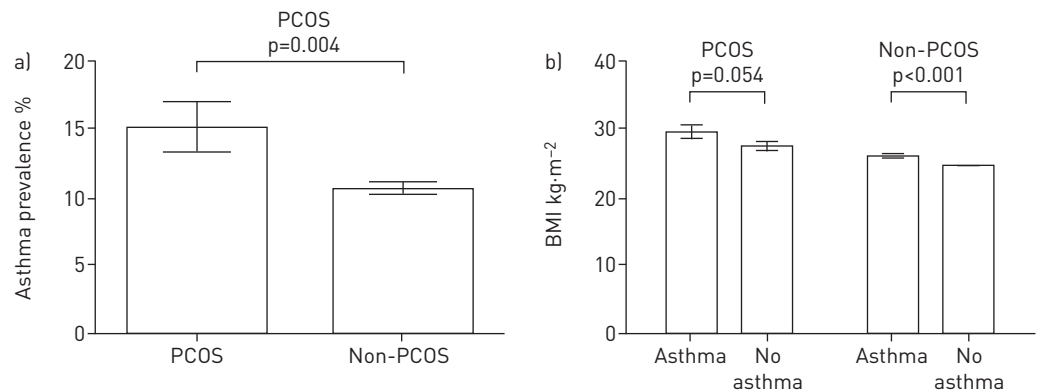 a)
PCOS
p=0.004
Asthma prevalence %
20
15
10
5
0
PCOS
Non-PCOS
b)
PCOS
p=0.054
Non-PCOS
p<0.001
BMI kg·m⁻²
40
30
20
10
0
Asthma
No
asthma
Asthma
No
asthma